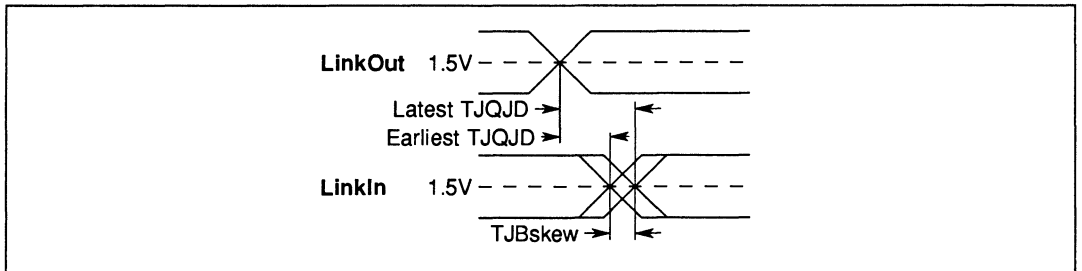 LinkOut 1.5V
Latest TJQJD
Earliest TJQJD
LinkIn 1.5V
TJBskew